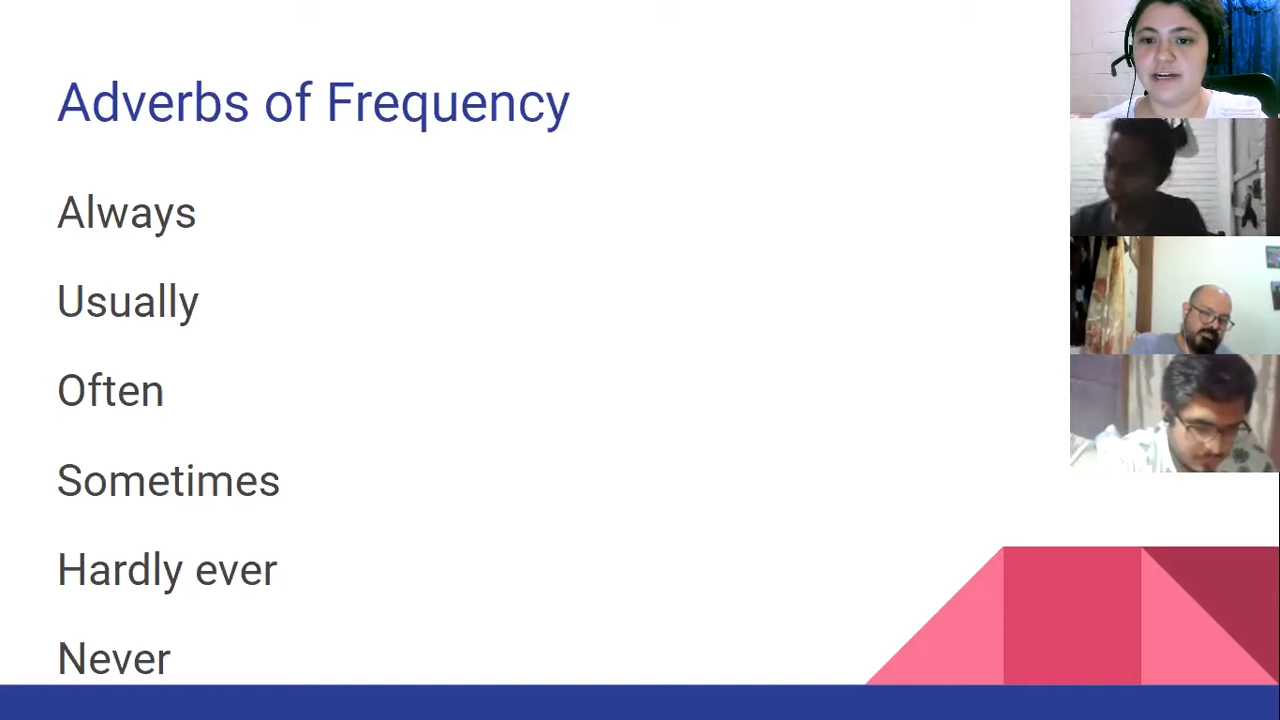 Adverbs of Frequency
Always
Usually
Often
Sometimes
Hardly ever
Never